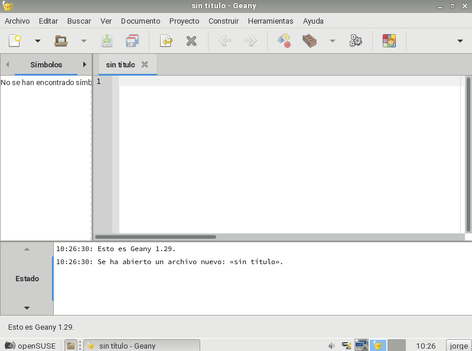 sin título - Geany
Archivo Editar Buscar Ver Documento Proyecto Construir Herramientas Ayuda
Símbolos
sin título
No se han encontrado símb
1
10:26:30: Esto es Geany 1.29.
10:26:30: Se ha abierto un archivo nuevo: «sin título».
Estado
Esto es Geany 1.29.
openSUSE
sin título - Geany
10:26
jorge